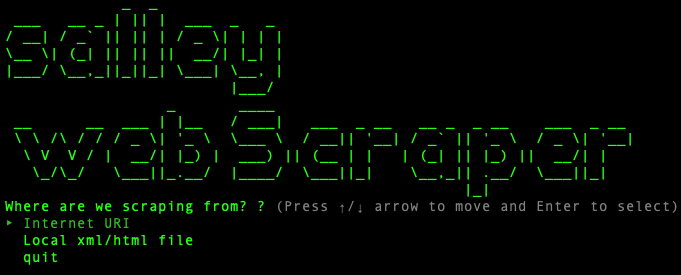 salley
web Scraper
Where are we scraping from? ? (Press ↑/↓ arrow to move and Enter to select)
‣ Internet URI
Local xml/html file
quit